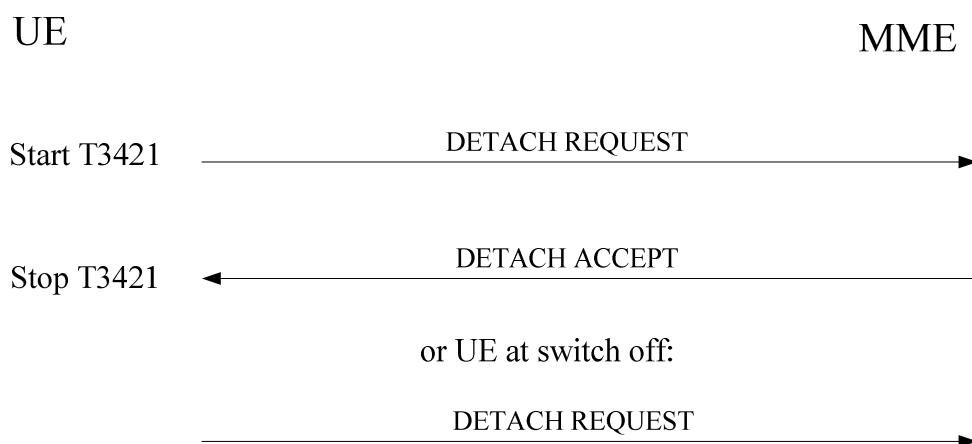 UE
MME
Start T3421
DETACH REQUEST
Stop T3421
DETACH ACCEPT
or UE at switch off:
DETACH REQUEST